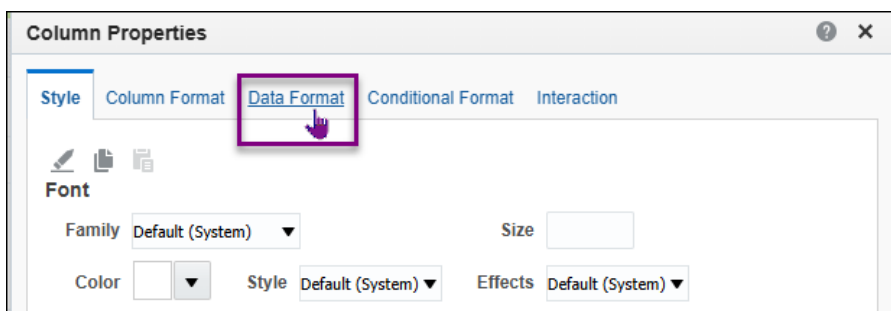 Column Properties
Style Column Format Data Format Conditional Format Interaction
Font
Family Default (System) Size
Color Style Default (System) Effects Default (System)